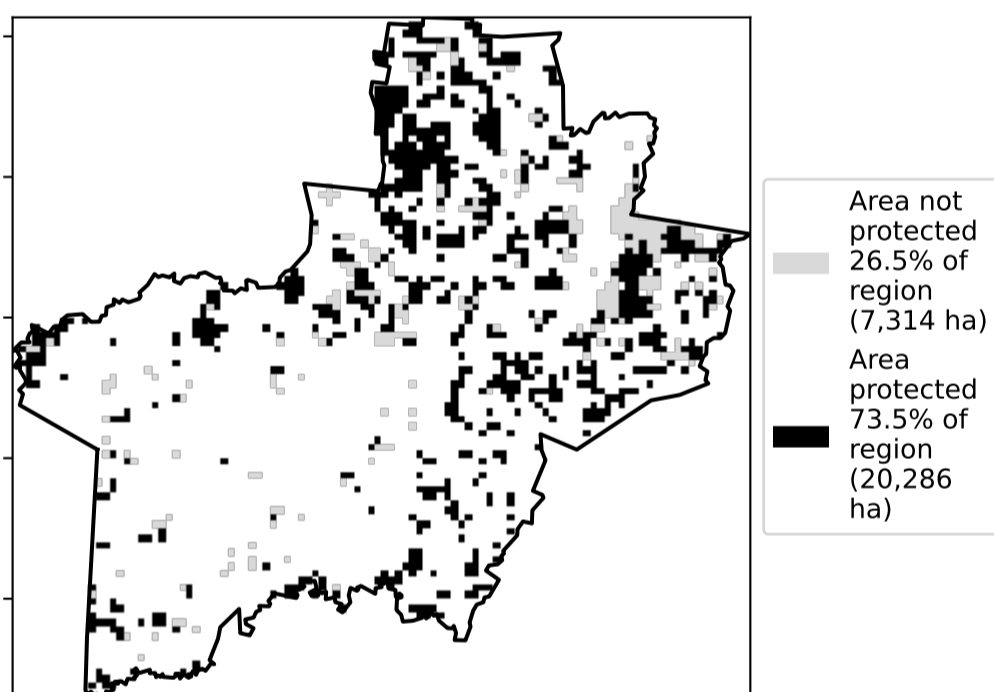 Area not
protected
26.5% of
region
(7,314 ha)
Area
protected
73.5% of
region
(20,286
ha)